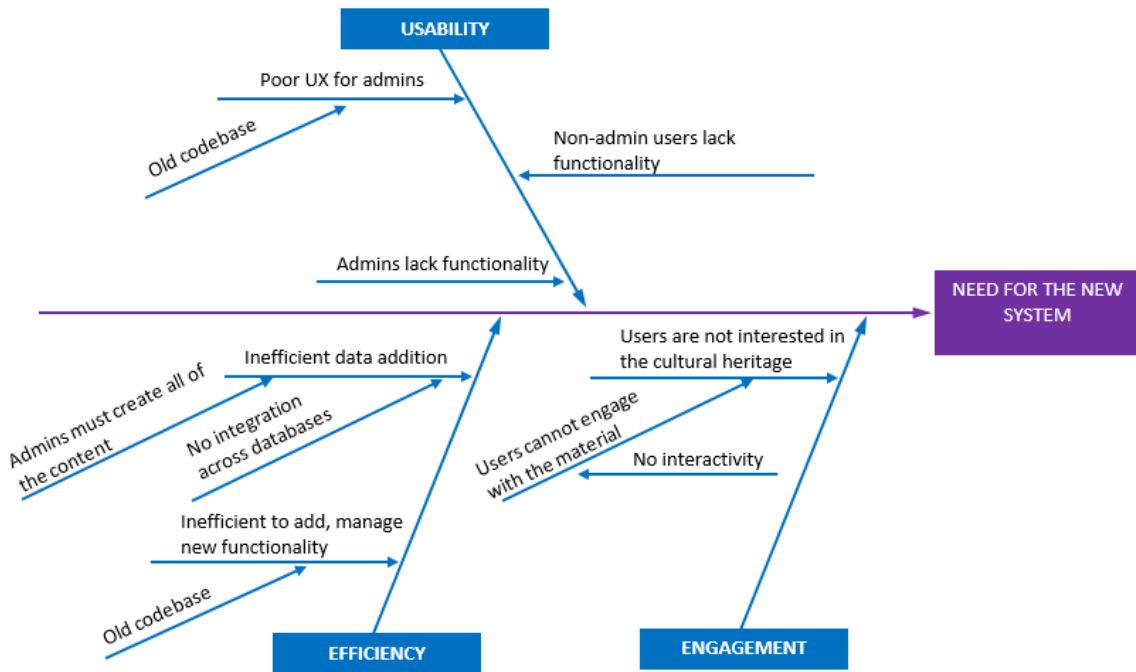 USABILITY
Poor UX for admins
Old codebase
Non-admin users lack
functionality
Admins lack functionality
NEED FOR THE NEW
SYSTEM
Inefficient data addition
Admins must create all of
the content
No integration
across databases
Inefficient to add, manage
new functionality
Old codebase
EFFICIENCY
Users are not interested in
the cultural heritage
Users cannot engage
with the material
No interactivity
ENGAGEMENT